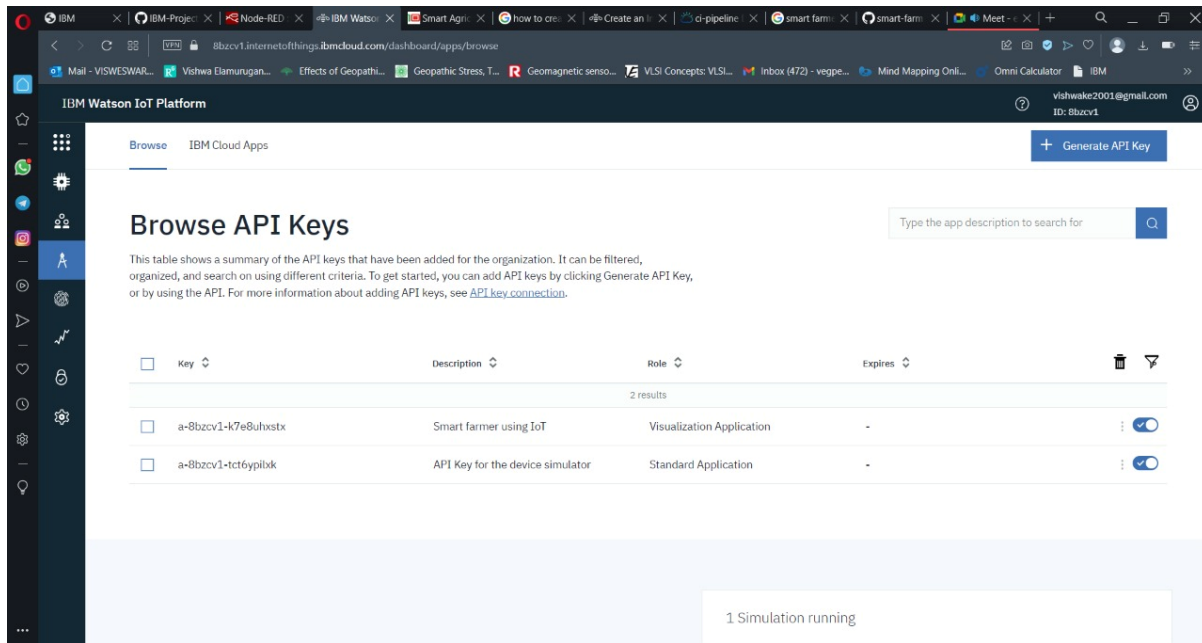 IBM
IBM-Project
Node-RED
IBM Watso
Smart Agric
how to crea
Create an I
ci-pipeline
smart farme
smart-farm
Meet - e
VPN
8bzcv1.internetofthings.ibmcloud.com/dashboard/apps/browse
Mail - VISWESWAR...
Vishwa Elamurugan...
Effects of Geopathi...
Geopathic Stress, T...
Geomagnetic senso...
VLSI Concepts: VLSI...
Inbox (472) - vegpe...
Mind Mapping Onli...
Omni Calculator
IBM
IBM Watson IoT Platform
vishwake2001@gmail.com
ID: 8bzcv1
Browse IBM Cloud Apps
+ Generate API Key
Browse API Keys
Type the app description to search for
This table shows a summary of the API keys that have been added for the organization. It can be filtered,
organized, and search on using different criteria. To get started, you can add API keys by clicking Generate API Key,
or by using the API. For more information about adding API keys, see API key connection.
Key Description Role Expires
2 results
a-8bzcv1-k7e8uhxstx Smart farmer using IoT Visualization Application -
a-8bzcv1-tct6ypilxk API Key for the device simulator Standard Application -
1 Simulation running